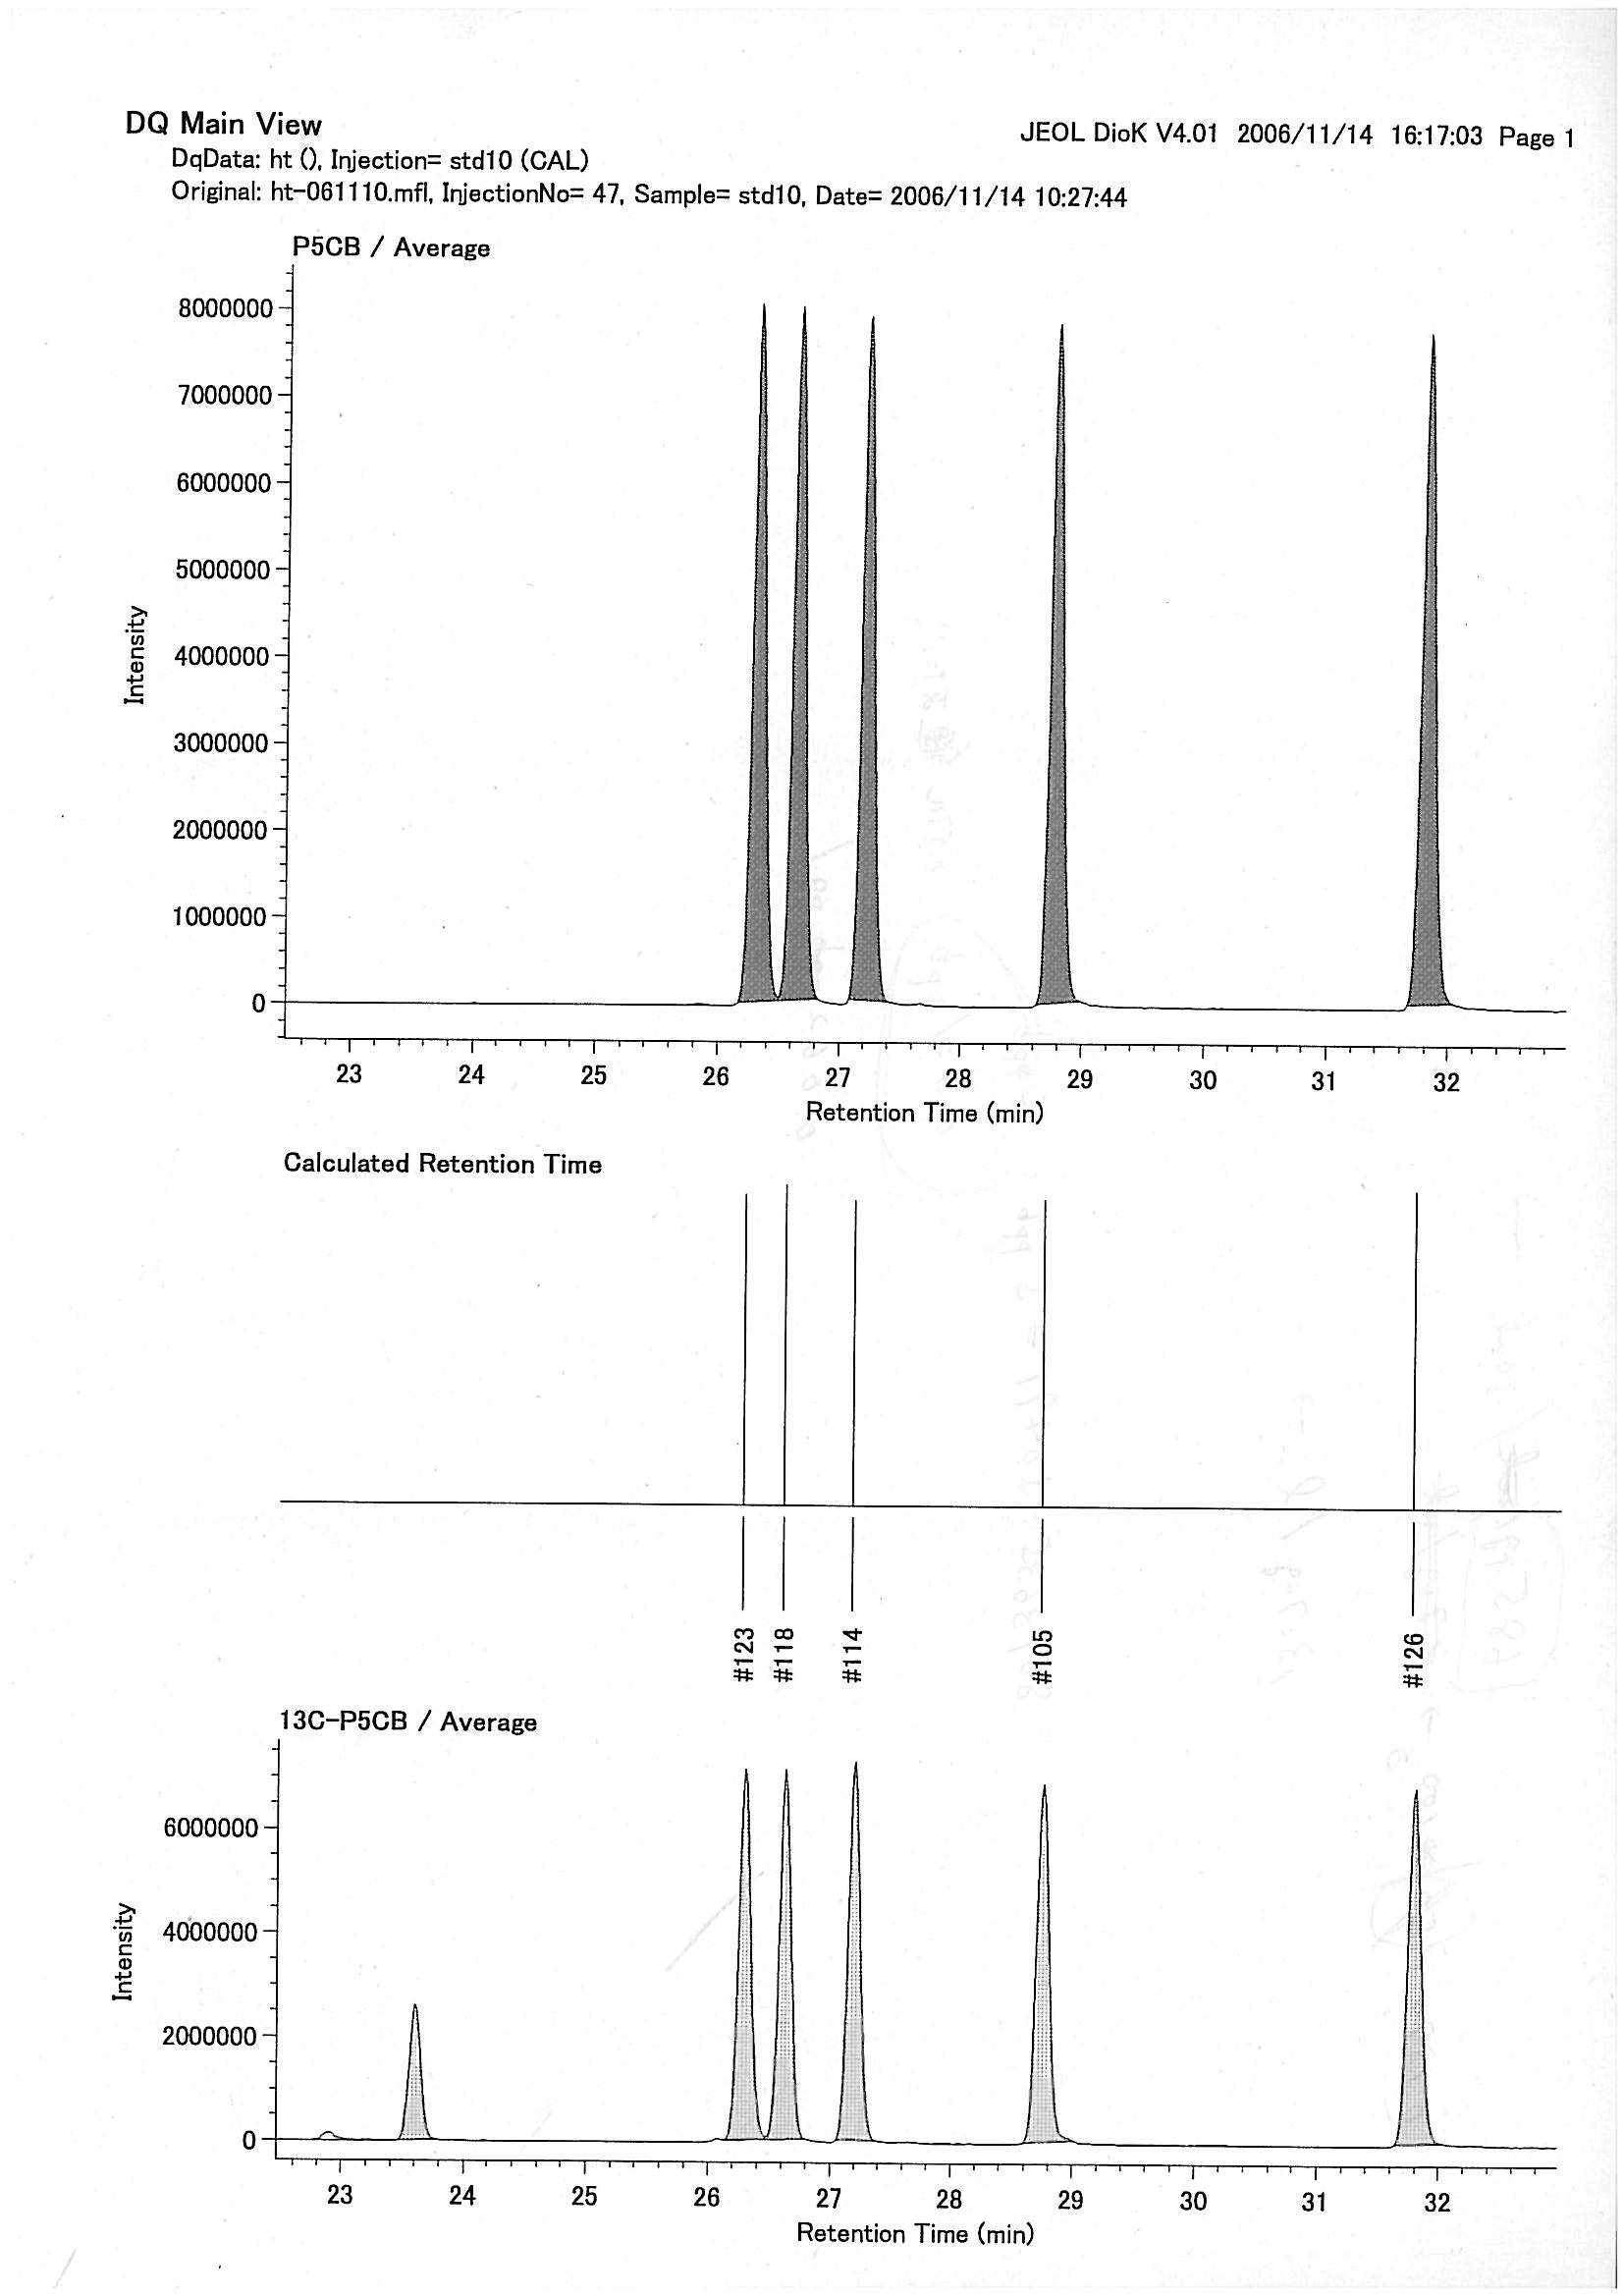 DQ Main View
JEOL DioK V4.01 2006/11/14 16:17:03 Page 1
DqData: ht (), Injection= std10 (CAL)
Original: ht-061110.mfl, InjectionNo= 47, Sample= std10, Date= 2006/11/14 10:27:44
P5CB / Average
8000000
7000000
6000000
5000000
4000000
3000000
2000000
1000000
0
Intensity
23 24 25 26 27 28 29 30 31 32
Retention Time (min)
Calculated Retention Time
#123 #118 #114 #105 #126
13C-P5CB / Average
6000000
4000000
2000000
0
Intensity
23 24 25 26 27 28 29 30 31 32
Retention Time (min)